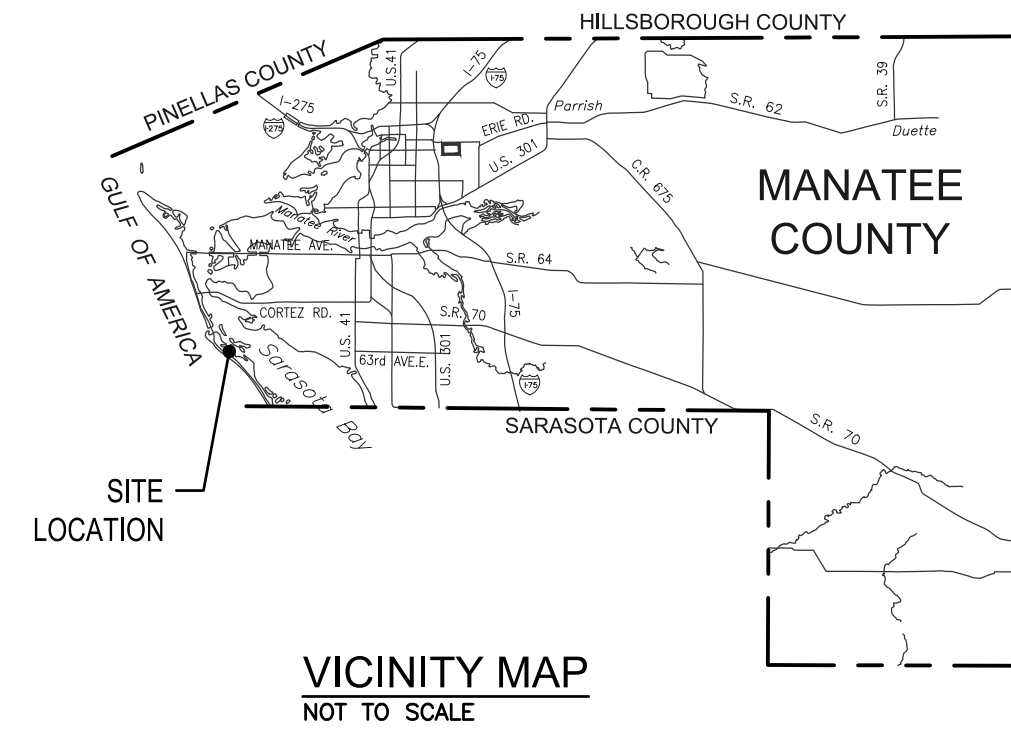 HILLSBOROUGH COUNTY
PINELLAS COUNTY
U.S.41
I-75
I-75
S.R. 39
I-275
I-275
Parrish
S.R. 62
ERIE RD.
Duette
U.S. 301
C.R. 675
MANATEE
COUNTY
GULF OF AMERICA
Manatee River
MANATEE AVE.
S.R. 64
I-75
CORTEZ RD.
S.R. 70
U.S. 41
U.S. 301
63rd AVE.E.
Sarasota Bay
I-75
SARASOTA COUNTY
S.R. 70
SITE
LOCATION
VICINITY MAP
NOT TO SCALE